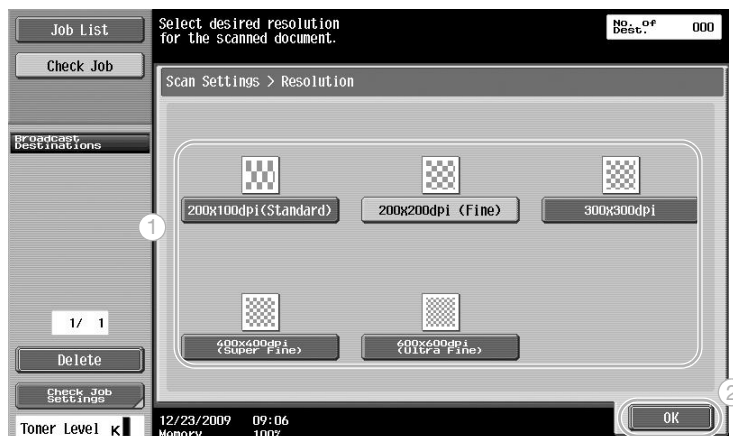 Job List
Check Job
Select desired resolution
for the scanned document.
No. of
Dest.
000
Scan Settings > Resolution
Broadcast
Destinations
200x100dpi(Standard)
200x200dpi (Fine)
300x300dpi
1
400x400dpi
(Super Fine)
600x600dpi
(Ultra Fine)
1/ 1
Delete
Check Job
Settings
2
OK
Toner Level K
12/23/2009 09:06
Memory 100%